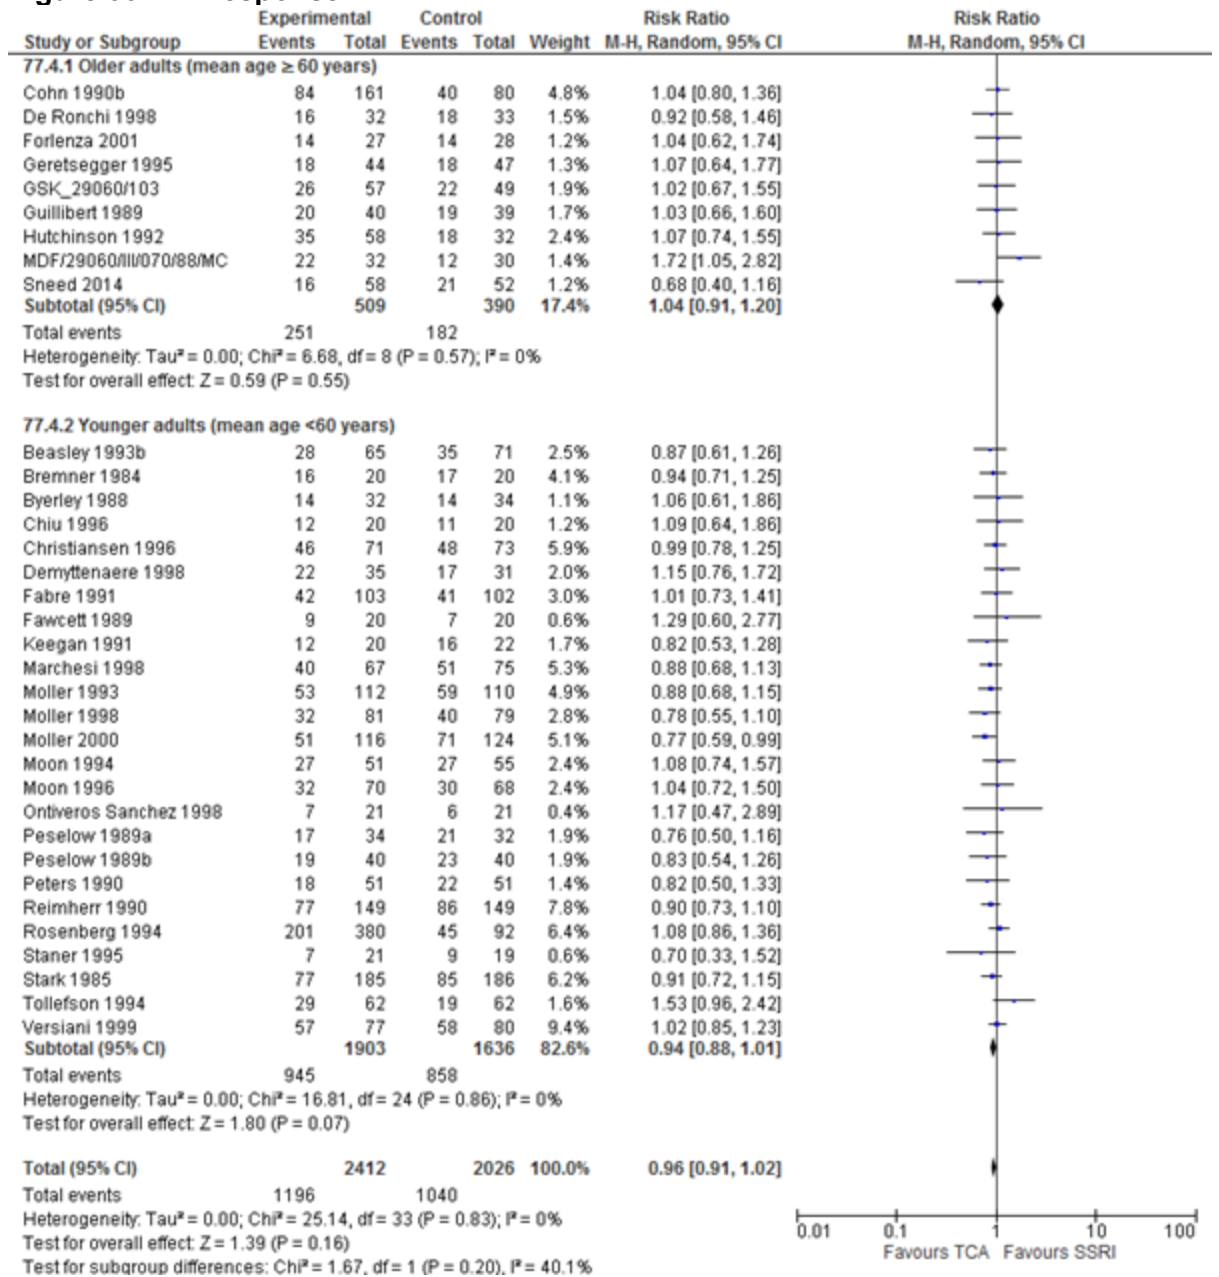 Experimental Control Risk Ratio Risk Ratio
Study or Subgroup Events Total Events Total Weight M-H, Random, 95% CI M-H, Random, 95% CI
77.4.1 Older adults (mean age ≥ 60 years)
Cohn 1990b 84 161 40 80 4.8% 1.04 [0.80, 1.36]
De Ronchi 1998 16 32 18 33 1.5% 0.92 [0.58, 1.46]
Forlenza 2001 14 27 14 28 1.2% 1.04 [0.62, 1.74]
Geretsegger 1995 18 44 18 47 1.3% 1.07 [0.64, 1.77]
GSK_29060/103 26 57 22 49 1.9% 1.02 [0.67, 1.55]
Guillibert 1989 20 40 19 39 1.7% 1.03 [0.66, 1.60]
Hutchinson 1992 35 58 18 32 2.4% 1.07 [0.74, 1.55]
MDF/29060/III/070/88/MC 22 32 12 30 1.4% 1.72 [1.05, 2.82]
Sneed 2014 16 58 21 52 1.2% 0.68 [0.40, 1.16]
Subtotal (95% CI) 509 390 17.4% 1.04 [0.91, 1.20]
Total events 251 182
Heterogeneity: Tau² = 0.00; Chi² = 6.68, df = 8 (P = 0.57); I² = 0%
Test for overall effect: Z = 0.59 (P = 0.55)
77.4.2 Younger adults (mean age <60 years)
Beasley 1993b 28 65 35 71 2.5% 0.87 [0.61, 1.26]
Bremner 1984 16 20 17 20 4.1% 0.94 [0.71, 1.25]
Byerley 1988 14 32 14 34 1.1% 1.06 [0.61, 1.86]
Chiu 1996 12 20 11 20 1.2% 1.09 [0.64, 1.86]
Christiansen 1996 46 71 48 73 5.9% 0.99 [0.78, 1.25]
Demyttenaere 1998 22 35 17 31 2.0% 1.15 [0.76, 1.72]
Fabre 1991 42 103 41 102 3.0% 1.01 [0.73, 1.41]
Fawcett 1989 9 20 7 20 0.6% 1.29 [0.60, 2.77]
Keegan 1991 12 20 16 22 1.7% 0.82 [0.53, 1.28]
Marchesi 1998 40 67 51 75 5.3% 0.88 [0.68, 1.13]
Moller 1993 53 112 59 110 4.9% 0.88 [0.68, 1.15]
Moller 1998 32 81 40 79 2.8% 0.78 [0.55, 1.10]
Moller 2000 51 116 71 124 5.1% 0.77 [0.59, 0.99]
Moon 1994 27 51 27 55 2.4% 1.08 [0.74, 1.57]
Moon 1996 32 70 30 68 2.4% 1.04 [0.72, 1.50]
Ontiveros Sanchez 1998 7 21 6 21 0.4% 1.17 [0.47, 2.89]
Peselow 1989a 17 34 21 32 1.9% 0.76 [0.50, 1.16]
Peselow 1989b 19 40 23 40 1.9% 0.83 [0.54, 1.26]
Peters 1990 18 51 22 51 1.4% 0.82 [0.50, 1.33]
Reimherr 1990 77 149 86 149 7.8% 0.90 [0.73, 1.10]
Rosenberg 1994 201 380 45 92 6.4% 1.08 [0.86, 1.36]
Staner 1995 7 21 9 19 0.6% 0.70 [0.33, 1.52]
Stark 1985 77 185 85 186 6.2% 0.91 [0.72, 1.15]
Tollefson 1994 29 62 19 62 1.6% 1.53 [0.96, 2.42]
Versiani 1999 57 77 58 80 9.4% 1.02 [0.85, 1.23]
Subtotal (95% CI) 1903 1636 82.6% 0.94 [0.88, 1.01]
Total events 945 858
Heterogeneity: Tau² = 0.00; Chi² = 16.81, df = 24 (P = 0.86); I² = 0%
Test for overall effect: Z = 1.80 (P = 0.07)
Total (95% CI) 2412 2026 100.0% 0.96 [0.91, 1.02]
Total events 1196 1040
Heterogeneity: Tau² = 0.00; Chi² = 25.14, df = 33 (P = 0.83); I² = 0%
Test for overall effect: Z = 1.39 (P = 0.16)
Test for subgroup differences: Chi² = 1.67, df = 1 (P = 0.20), I² = 40.1%
0.01 0.1 1 10 100
Favours TCA Favours SSRI